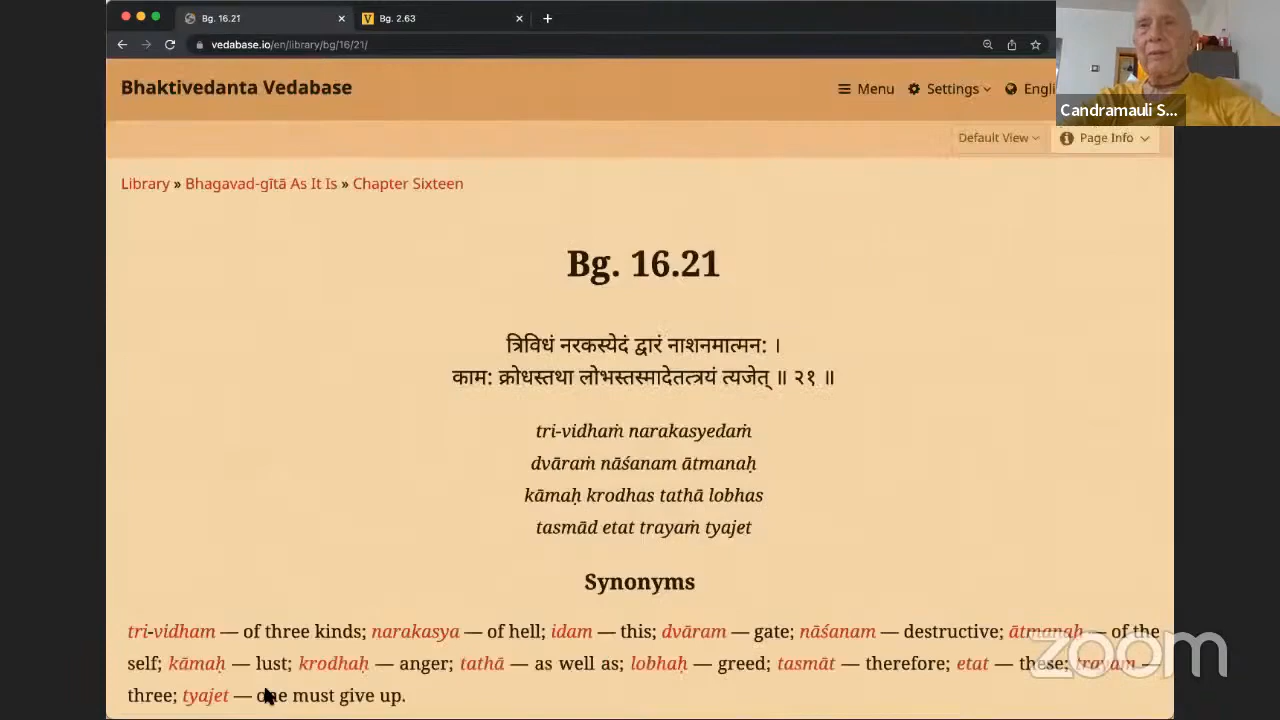 Bg. 16.21
Bg. 2.63
vedabase.io/en/library/bg/16/21/
Bhaktivedanta Vedabase
Menu
Settings
Engli
Candramauli S...
Default View
Page Info
Library » Bhagavad-gītā As It Is » Chapter Sixteen
Bg. 16.21
त्रिविधं नरकस्येदं द्वारं नाशनमात्मन: ।
काम: क्रोधस्तथा लोभस्तस्मादेतत्‍त्रयं त्यजेत् ॥ २१ ॥
tri-vidhaṁ narakasyedaṁ
dvāraṁ nāśanam ātmanaḥ
kāmaḥ krodhas tathā lobhas
tasmād etat trayaṁ tyajet
Synonyms
tri-vidham — of three kinds; narakasya — of hell; idam — this; dvāram — gate; nāśanam — destructive; ātmanaḥ — of the
self; kāmaḥ — lust; krodhaḥ — anger; tathā — as well as; lobhaḥ — greed; tasmāt — therefore; etat — these; trayam —
three; tyajet — one must give up.
zoom